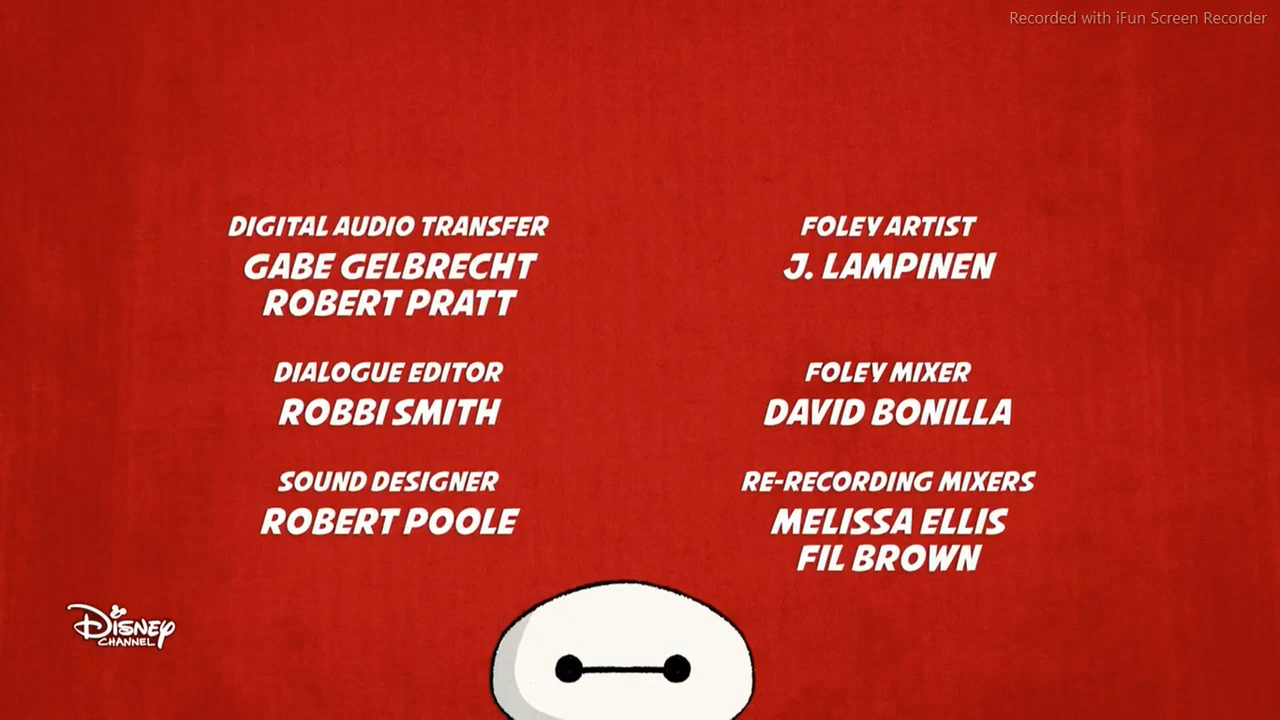 Recorded with iFun Screen Recorder
DIGITAL AUDIO TRANSFER
GABE GELBRECHT
ROBERT PRATT
DIALOGUE EDITOR
ROBBI SMITH
SOUND DESIGNER
ROBERT POOLE
FOLEY ARTIST
J. LAMPINEN
FOLEY MIXER
DAVID BONILLA
RE-RECORDING MIXERS
MELISSA ELLIS
FIL BROWN
DISNEY
CHANNEL